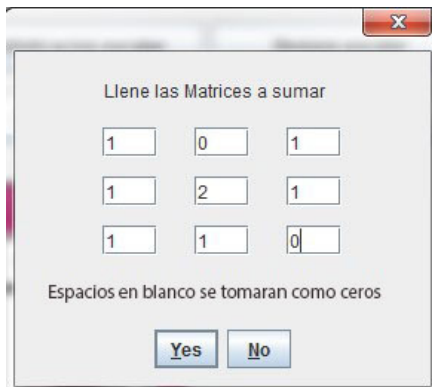 Llene las Matrices a sumar
1 0 1
1 2 1
1 1 0
Espacios en blanco se tomaran como ceros
Yes No